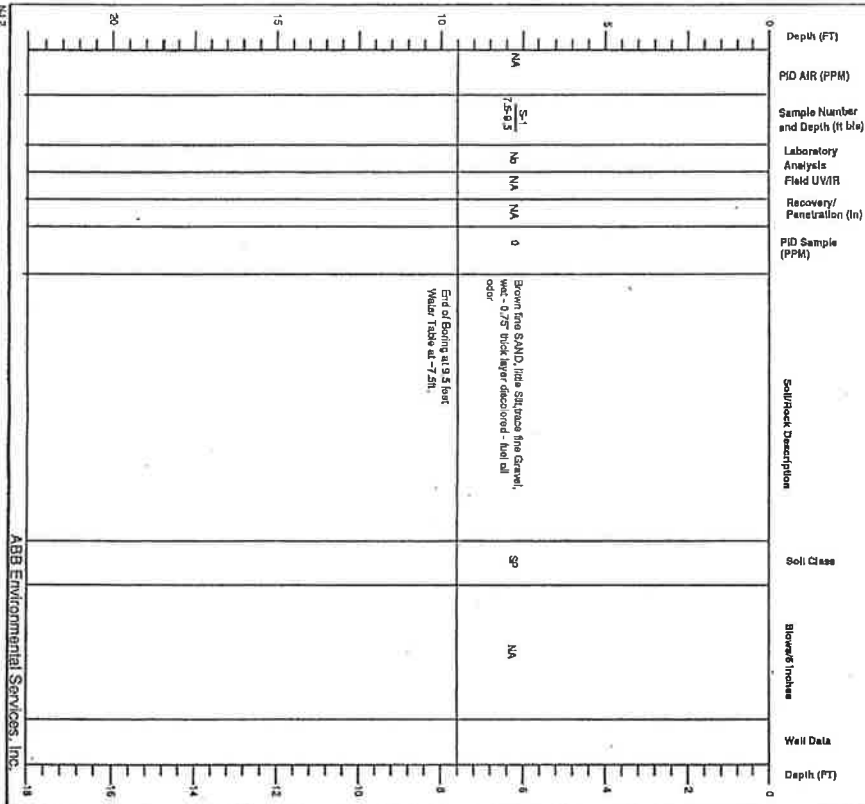 Depth (FT)
PID AIR (PPM)
Sample Number
and Depth (ft bls)
Laboratory
Analysis
Field UV/IR
Recovery/
Penetration (in)
PID Sample
(PPM)
Soil/Rock Description
Soil Class
Blows/6 Inches
Well Data
Depth (FT)
0
5
10
15
20
NA
S-1
7.5-9.5
No
NA
NA
0
Brown fine SAND, little Silt, trace fine Gravel,
wet - 0.75" thick layer discolored - fuel oil
odor
SP
NA
End of Boring at 9.5 feet
Water Table at ~7.5ft.
0
2
4
6
8
10
12
14
16
18
ABB Environmental Services, Inc.